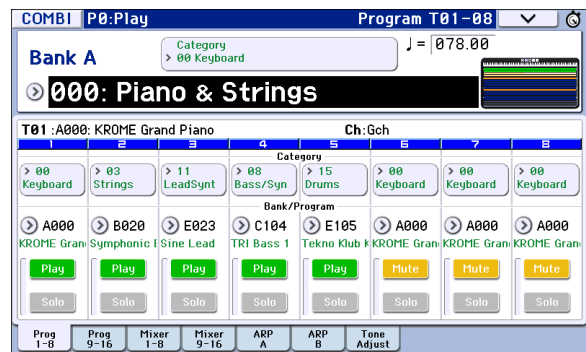 COMBI P0:Play Program T01-08
Bank A
Category
> 00 Keyboard
♩= 078.00
KROME
000: Piano & Strings
T01 :A000: KROME Grand Piano Ch:Gch
1 2 3 4 5 6 7 8
Category
> 00 > 03 > 11 > 08 > 15 > 00 > 00 > 00
Keyboard Strings LeadSynt Bass/Syn Drums Keyboard Keyboard Keyboard
Bank/Program
A000 B020 E023 C104 E105 A000 A000 A000
KROME Gran Symphonic Sine Lead TRI Bass 1 Tekno Klub K KROME Gran KROME Gran KROME Gran
Play Play Play Play Play Mute Mute Mute
Solo Solo Solo Solo Solo Solo Solo Solo
Prog 1-8 Prog 9-16 Mixer 1-8 Mixer 9-16 ARP A ARP B Tone Adjust